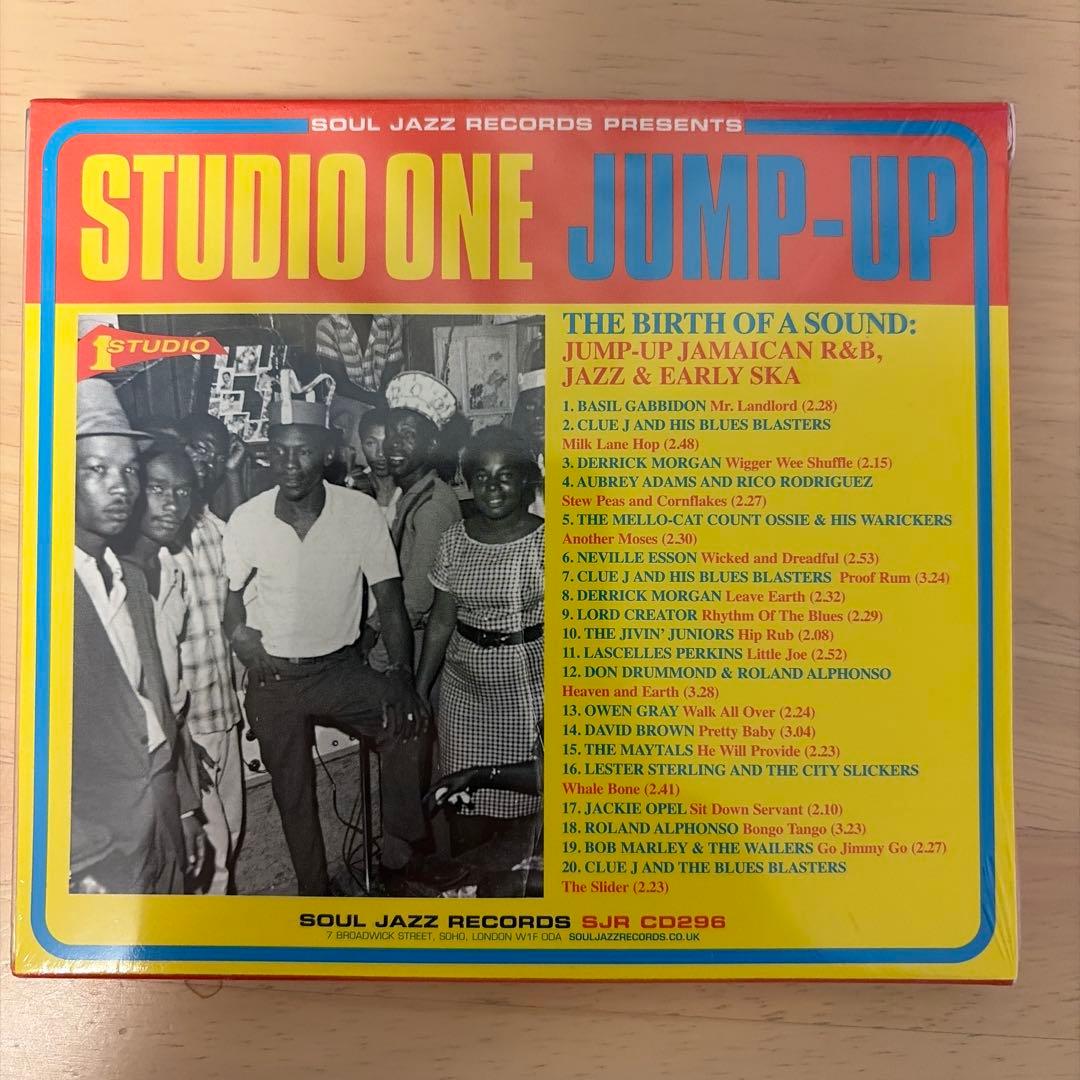 SOUL JAZZ RECORDS PRESENTS
STUDIO ONE JUMP-UP
1 STUDIO
THE BIRTH OF A SOUND:
JUMP-UP JAMAICAN R&B,
JAZZ & EARLY SKA
1. BASIL GABBIDON Mr. Landlord (2.28)
2. CLUE J AND HIS BLUES BLASTERS
Milk Lane Hop (2.48)
3. DERRICK MORGAN Wigger Wee Shuffle (2.15)
4. AUBREY ADAMS AND RICO RODRIGUEZ
Stew Peas and Cornflakes (2.27)
5. THE MELLO-CAT COUNT OSSIE & HIS WARICKERS
Another Moses (2.30)
6. NEVILLE ESSON Wicked and Dreadful (2.53)
7. CLUE J AND HIS BLUES BLASTERS Proof Rum (3.24)
8. DERRICK MORGAN Leave Earth (2.32)
9. LORD CREATOR Rhythm Of The Blues (2.29)
10. THE JIVIN' JUNIORS Hip Rub (2.08)
11. LASCELLES PERKINS Little Joe (2.52)
12. DON DRUMMOND & ROLAND ALPHONSO
Heaven and Earth (3.28)
13. OWEN GRAY Walk All Over (2.24)
14. DAVID BROWN Pretty Baby (3.04)
15. THE MAYTALS He Will Provide (2.23)
16. LESTER STERLING AND THE CITY SLICKERS
Whale Bone (2.41)
17. JACKIE OPEL Sit Down Servant (2.10)
18. ROLAND ALPHONSO Bongo Tango (3.23)
19. BOB MARLEY & THE WAILERS Go Jimmy Go (2.27)
20. CLUE J AND THE BLUES BLASTERS
The Slider (2.23)
SOUL JAZZ RECORDS SJR CD296
7 BROADWICK STREET, SOHO, LONDON W1F 0DA SOULJAZZRECORDS.CO.UK